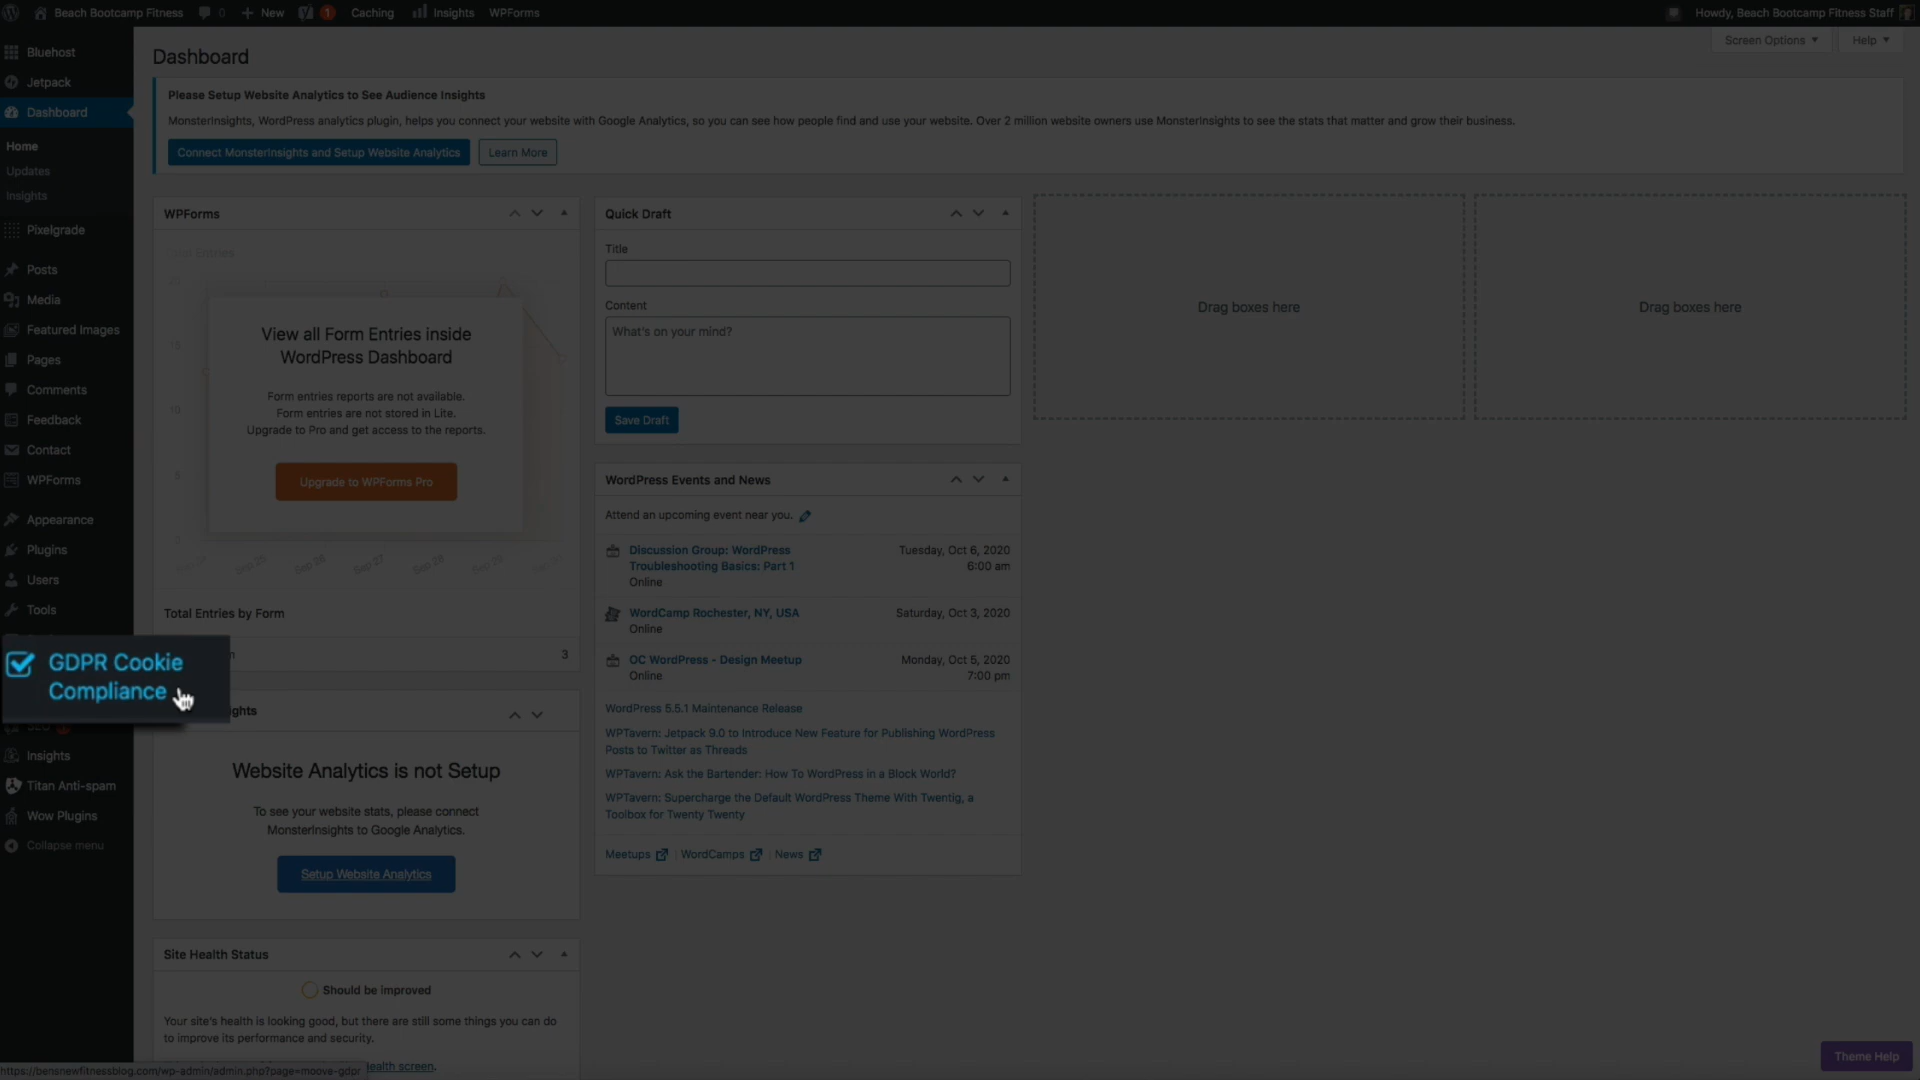 Beach Bootcamp Fitness 0 New 1 Caching Insights WPForms Howdy, Beach Bootcamp Fitness Staff
Screen Options Help
Bluehost
Jetpack
Dashboard
Home
Updates
Insights
Pixelgrade
Posts
Media
Featured Images
Pages
Comments
Feedback
Contact
WPForms
Appearance
Plugins
Users
Tools
GDPR Cookie
Compliance
SEO
Insights
Titan Anti-spam
Wow Plugins
Collapse menu
Dashboard
Please Setup Website Analytics to See Audience Insights
MonsterInsights, WordPress analytics plugin, helps you connect your website with Google Analytics, so you can see how people find and use your website. Over 2 million website owners use MonsterInsights to see the stats that matter and grow their business.
Connect MonsterInsights and Setup Website Analytics Learn More
WPForms
Total Entries
15
10
5
0
View all Form Entries inside
WordPress Dashboard
Form entries reports are not available.
Form entries are not stored in Lite.
Upgrade to Pro and get access to the reports.
Upgrade to WPForms Pro
Sep 26 Sep 27 Sep 28
Total Entries by Form
3
Website Analytics is not Setup
To see your website stats, please connect
MonsterInsights to Google Analytics.
Setup Website Analytics
Site Health Status
Should be improved
Your site's health is looking good, but there are still some things you can do
to improve its performance and security.
health screen.
Quick Draft
Title
Content
What's on your mind?
Save Draft
WordPress Events and News
Attend an upcoming event near you.
Discussion Group: WordPress Tuesday, Oct 6, 2020
Troubleshooting Basics: Part 1 6:00 am
Online
WordCamp Rochester, NY, USA Saturday, Oct 3, 2020
Online
OC WordPress - Design Meetup Monday, Oct 5, 2020
Online 7:00 pm
WordPress 5.5.1 Maintenance Release
WPTavern: Jetpack 9.0 to Introduce New Feature for Publishing WordPress
Posts to Twitter as Threads
WPTavern: Ask the Bartender: How To WordPress in a Block World?
WPTavern: Supercharge the Default WordPress Theme With Twentig, a
Toolbox for Twenty Twenty
Meetups | WordCamps | News
Drag boxes here
Drag boxes here
Theme Help
https://bensnewfitnessblog.com/wp-admin/admin.php?page=moove-gdpr